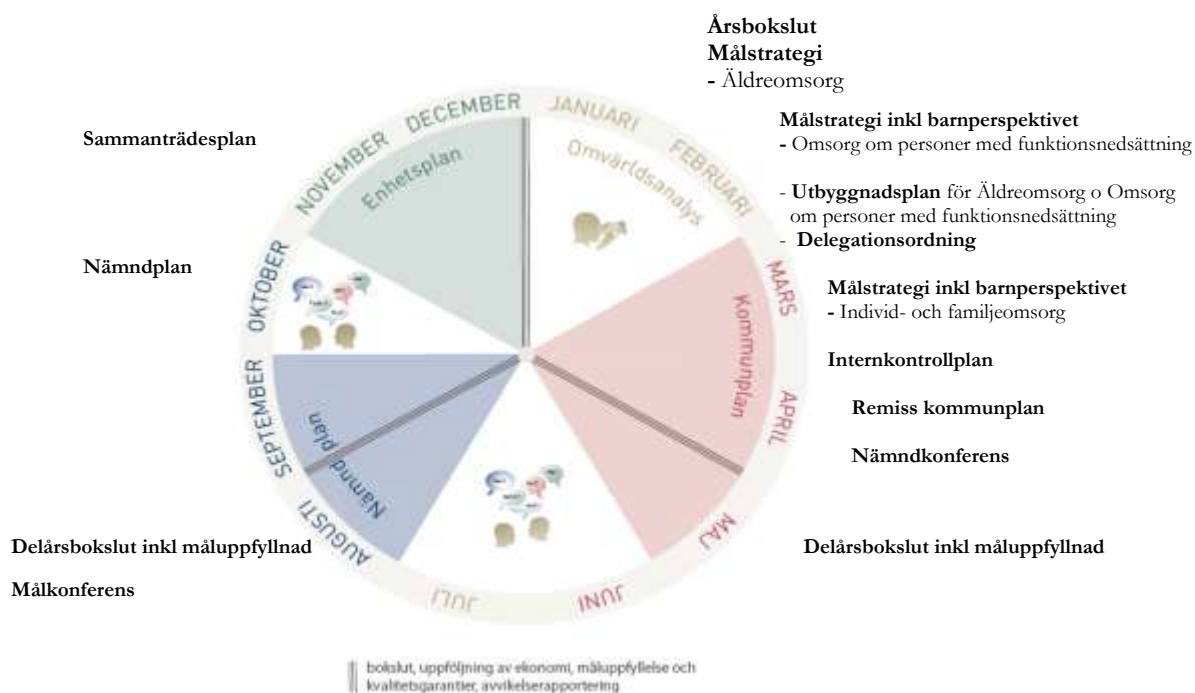 Årsbokslut
Målstrategi
- Äldreomsorg
Målstrategi inkl barnperspektivet
- Omsorg om personer med funktionsnedsättning
- Utbyggnadsplan för Äldreomsorg o Omsorg
om personer med funktionsnedsättning
- Delegationsordning
Målstrategi inkl barnperspektivet
- Individ- och familjeomsorg
Internkontrollplan
Remiss kommunplan
Nämndkonferens
Delårsbokslut inkl måluppfyllnad
Sammanträdesplan
Nämndplan
Delårsbokslut inkl måluppfyllnad
Målkonferens
JANUARI
FEBRUARI
MARS
APRIL
MAJ
JUNI
JULI
AUGUSTI
SEPTEMBER
OKTOBER
NOVEMBER
DECEMBER
Omvärldsanalys
Kommunplan
Nämnd plan
Enhetsplan
bokslut, uppföljning av ekonomi, måluppfyllelse och
kvalitetsgarantier, avvikelserapportering